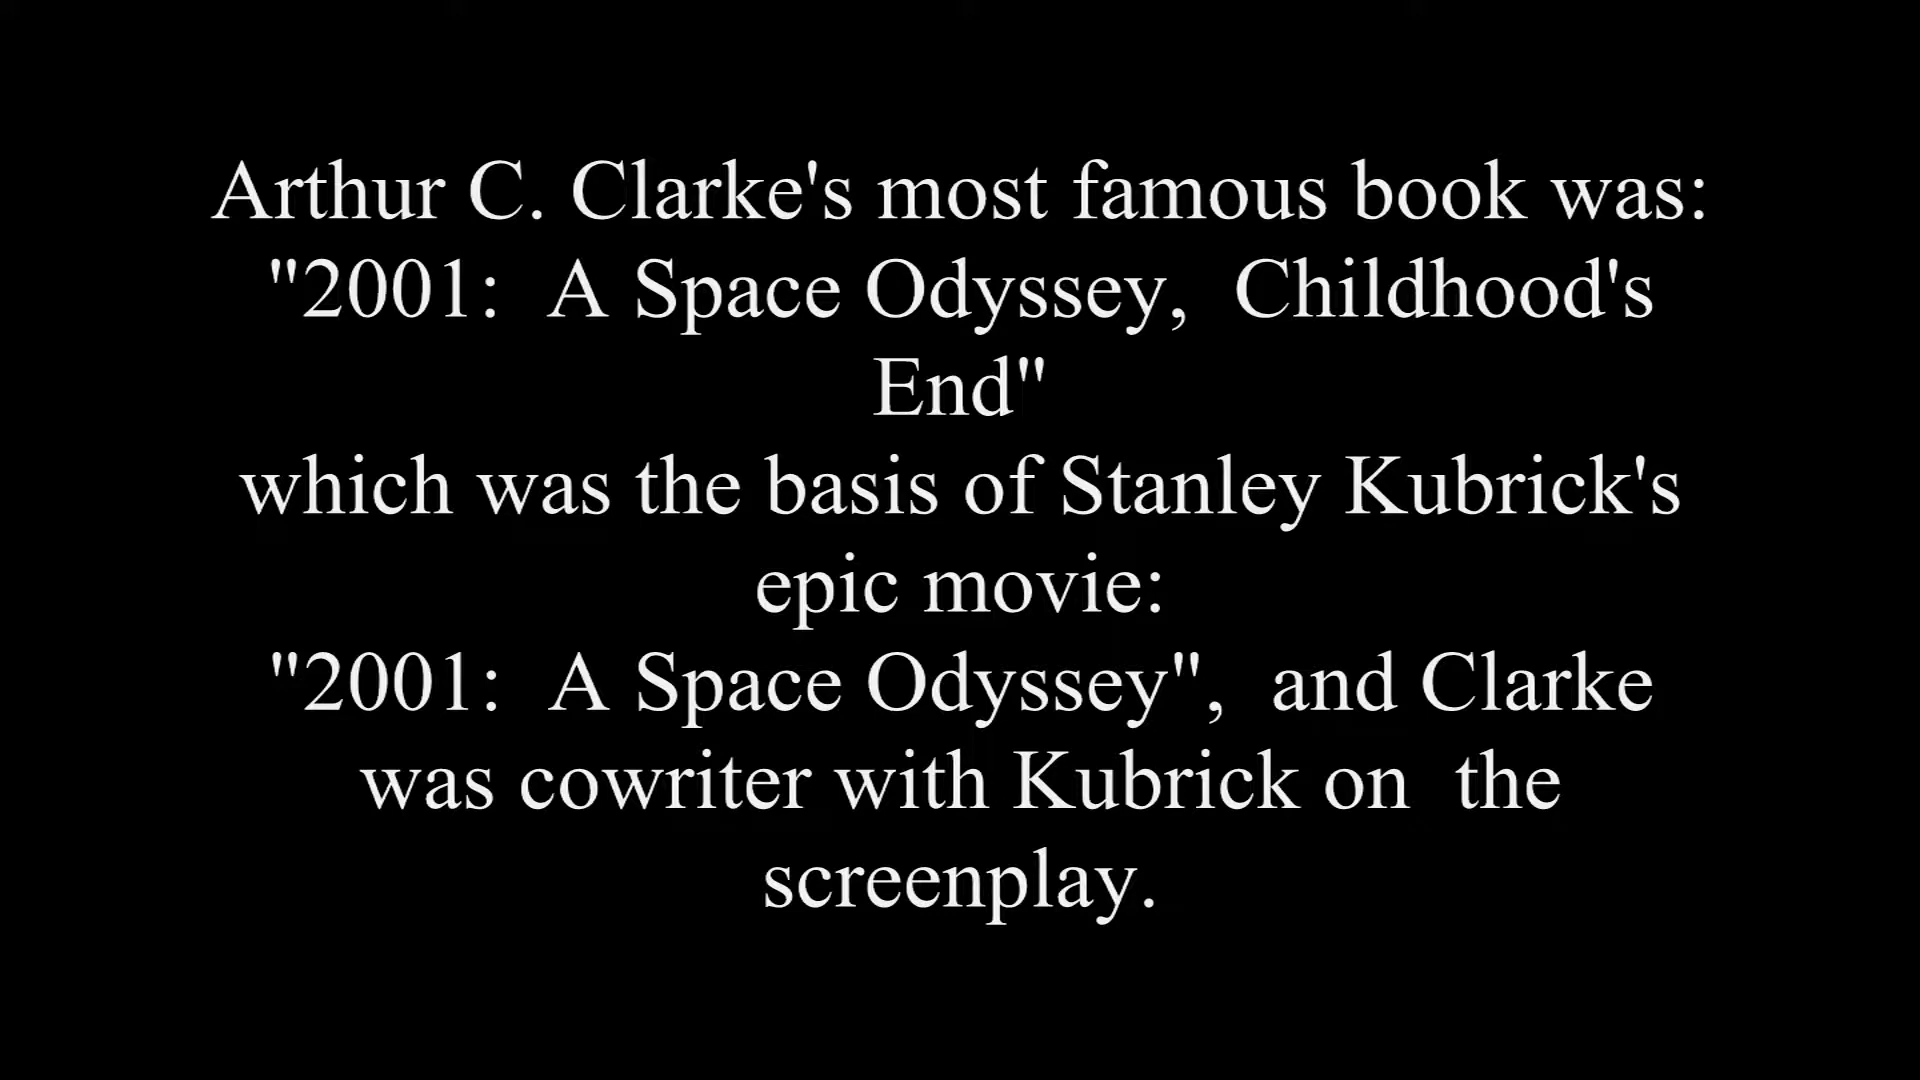 Arthur C. Clarke's most famous book was:
"2001:  A Space Odyssey,  Childhood's
End"
which was the basis of Stanley Kubrick's
epic movie:
"2001:  A Space Odyssey",  and Clarke
was cowriter with Kubrick on  the
screenplay.